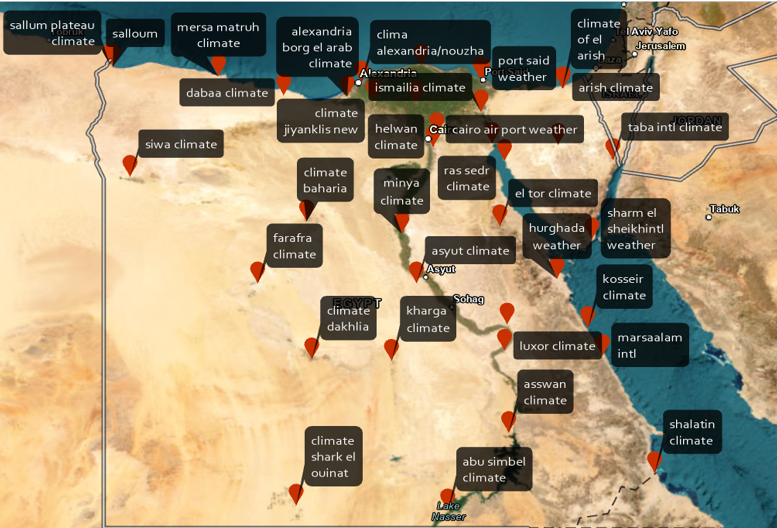 sallum plateau
climate
salloum
mersa matruh
climate
alexandria
borg el arab
climate
clima
alexandria/nouzha
climate
of el
arish
Tel Aviv-Yafo
Jerusalem
port said
weather
Alexandria
ismailia climate
dabaa climate
arish climate
climate
jiyanklis new
helwan
climate
cairo air port weather
taba intl climate
JORDAN
siwa climate
climate
baharia
minya
climate
ras sedr
climate
el tor climate
sharm el
sheikhintl
weather
Tabuk
farafra
climate
asyut climate
Asyut
hurghada
weather
kosseir
climate
EGYPT
climate
dakhlia
kharga
climate
Sohag
luxor climate
marsaalam
intl
asswan
climate
shalatin
climate
climate
shark el
ouinat
abu simbel
climate
Lake
Nasser